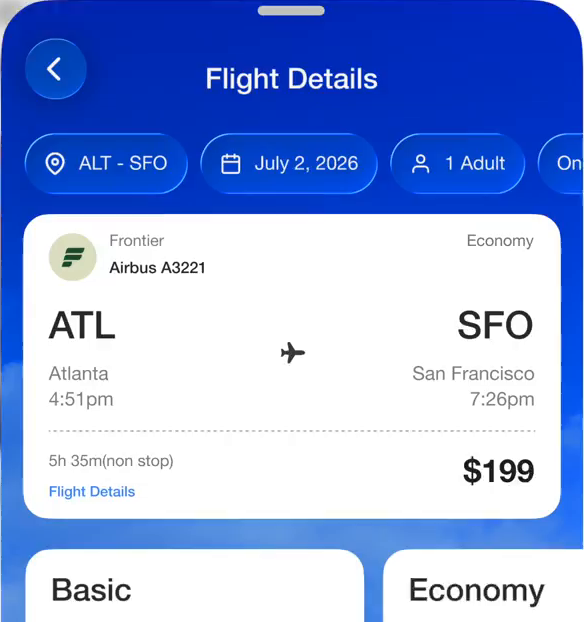 Flight Details
ALT - SFO
July 2, 2026
1 Adult
On
Frontier
Economy
Airbus A3221
ATL
SFO
Atlanta
San Francisco
4:51pm
7:26pm
5h 35m(non stop)
$199
Flight Details
Basic
Economy